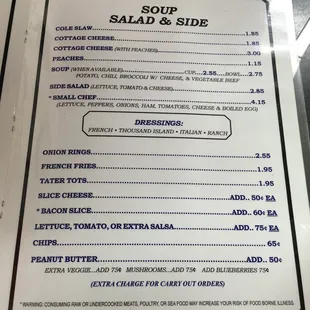 SOUP
SALAD & SIDE
COLE SLAW 1.85
COTTAGE CHEESE 1.85
COTTAGE CHEESE (WITH PEACHES) 3.00
PEACHES 1.15
SOUP (WHEN AVAILABLE) CUP 2.55 BOWL 2.75
POTATO, CHILI, BROCCOLI W/ CHEESE, & VEGETABLE BEEF
SIDE SALAD (LETTUCE, TOMATO & CHEESE) 2.85
* SMALL CHEF 4.15
(LETTUCE, PEPPERS, ONIONS, HAM, TOMATOES, CHEESE & BOILED EGG)
DRESSINGS:
FRENCH • THOUSAND ISLAND • ITALIAN • RANCH
ONION RINGS 2.55
FRENCH FRIES 1.95
TATER TOTS 1.95
SLICE CHEESE ADD.. 50¢ EA
* BACON SLICE ADD.. 60¢ EA
LETTUCE, TOMATO, OR EXTRA SALSA ADD.. 75¢ EA
CHIPS 65¢
PEANUT BUTTER ADD.. 50¢
EXTRA VEGGIE...ADD 75¢ MUSHROOMS...ADD 75¢ ADD BLUEBERRIES 75¢
(EXTRA CHARGE FOR CARRY OUT ORDERS)
*WARNING: CONSUMING RAW OR UNDERCOOKED MEATS, POULTRY, OR SEA FOOD MAY INCREASE YOUR RISK OF FOOD BORNE ILLNESS